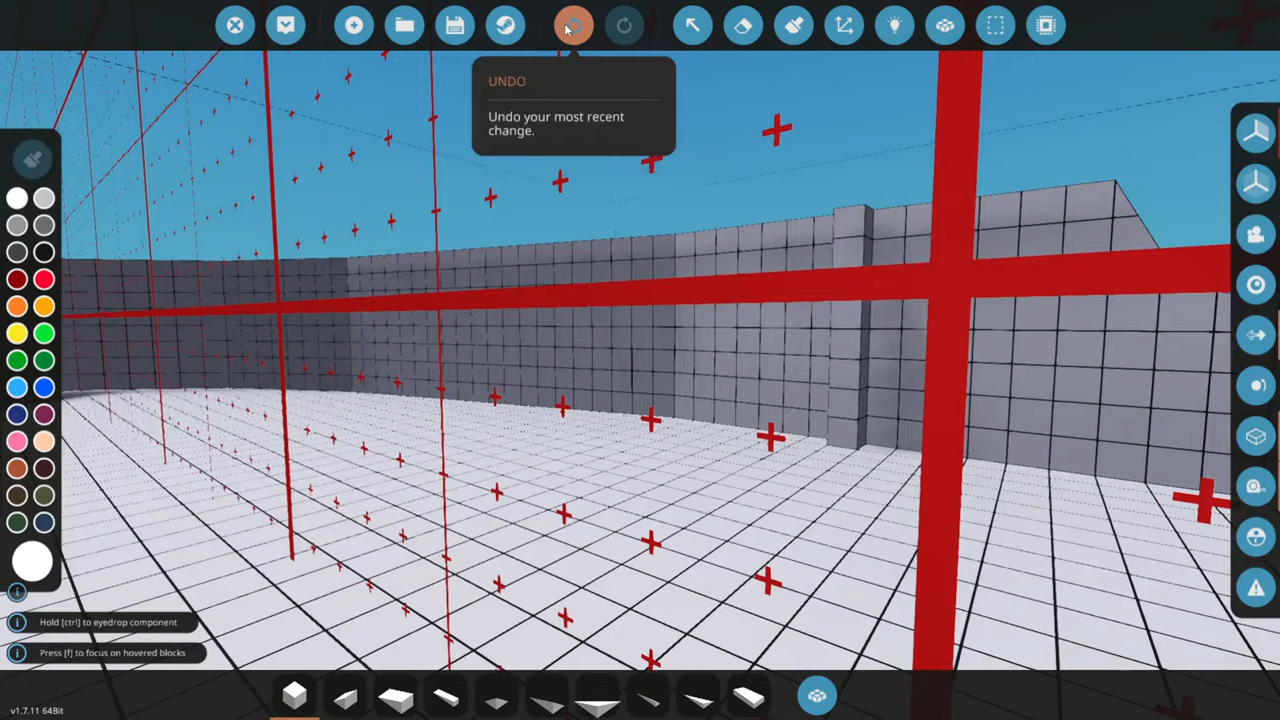 UNDO
Undo your most recent
change.
Hold [ctrl] to eyedrop component
Press [f] to focus on hovered blocks
v1.7.11 64Bit